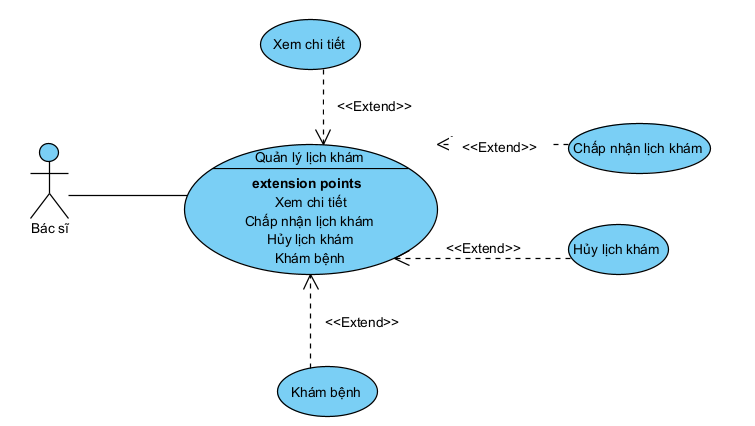 Xem chi tiết
<<Extend>>
<<Extend>>
Chấp nhận lịch khám
Quản lý lịch khám
extension points
Xem chi tiết
Chấp nhận lịch khám
Hủy lịch khám
Khám bệnh
Bác sĩ
<<Extend>>
Hủy lịch khám
<<Extend>>
Khám bệnh